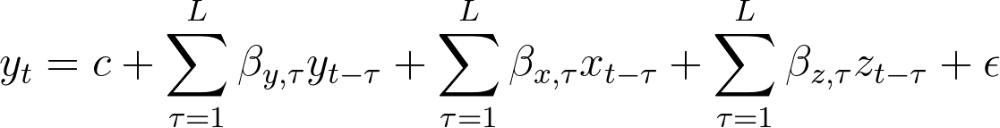 y_t = c + \sum_{\tau=1}^{L} \beta_{y,\tau} y_{t-\tau} + \sum_{\tau=1}^{L} \beta_{x,\tau} x_{t-\tau} + \sum_{\tau=1}^{L} \beta_{z,\tau} z_{t-\tau} + \epsilon